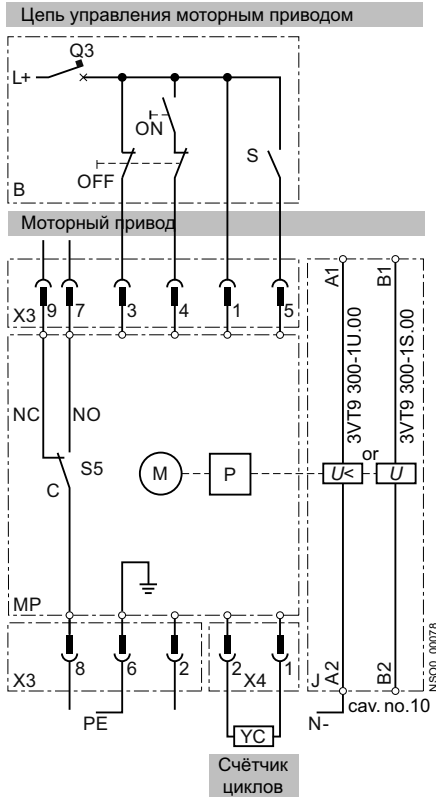 Цепь управления моторным приводом
Q3
L+
ON
OFF
S
B
Моторный привод
X3 9 7 3 4 1 5
A1 B1
3VT9 300-1U.00
3VT9 300-1S.00
NC NO
S5
C
M P
or
U< U
MP
X3 8 6 2
2 X4 1
J A2 B2
NSO0_00078
PE
YC
N-
cav. no.10
Счётчик
циклов